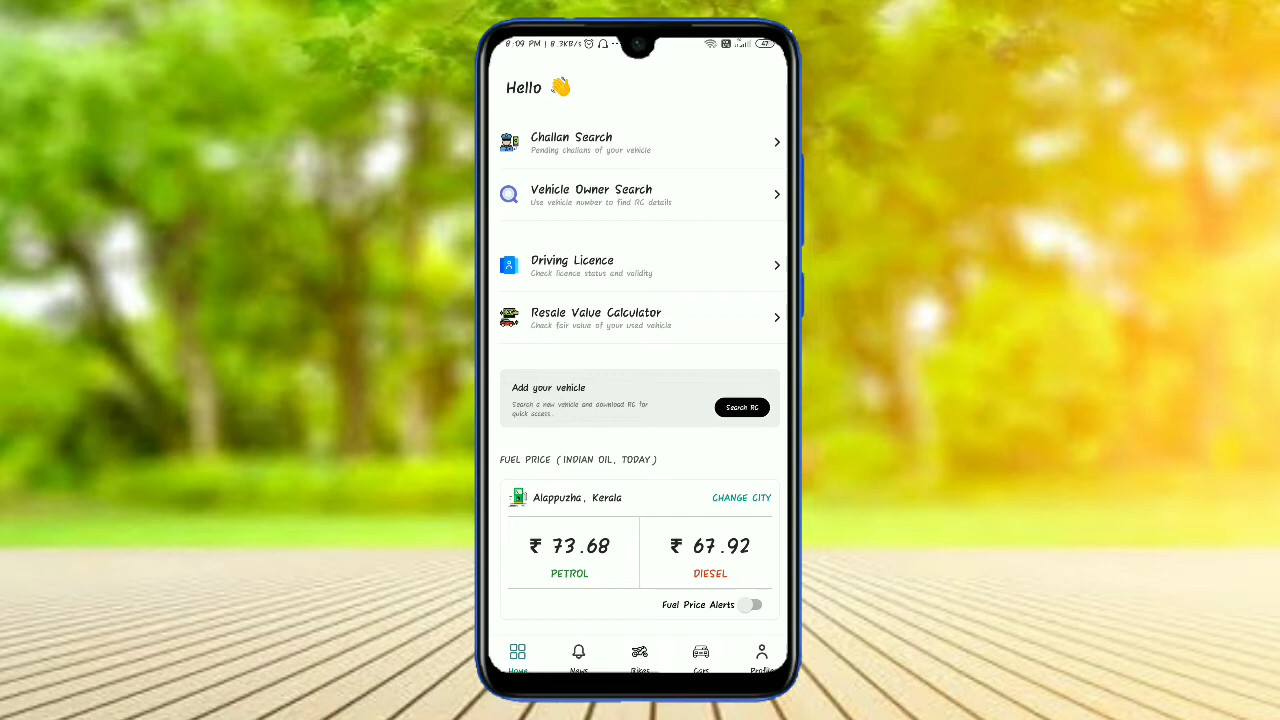 8:09 PM | 8.3KB/s
47
Hello 👋
Challan Search
Pending challans of your vehicle
Vehicle Owner Search
Use vehicle number to find RC details
Driving Licence
Check licence status and validity
Resale Value Calculator
Check fair value of your used vehicle
Add your vehicle
Search a new vehicle and download RC for
quick access.
Search RC
FUEL PRICE (INDIAN OIL, TODAY)
Alappuzha, Kerala
CHANGE CITY
₹ 73.68
₹ 67.92
PETROL
DIESEL
Fuel Price Alerts
Home
News
Bikes
Cars
Profile